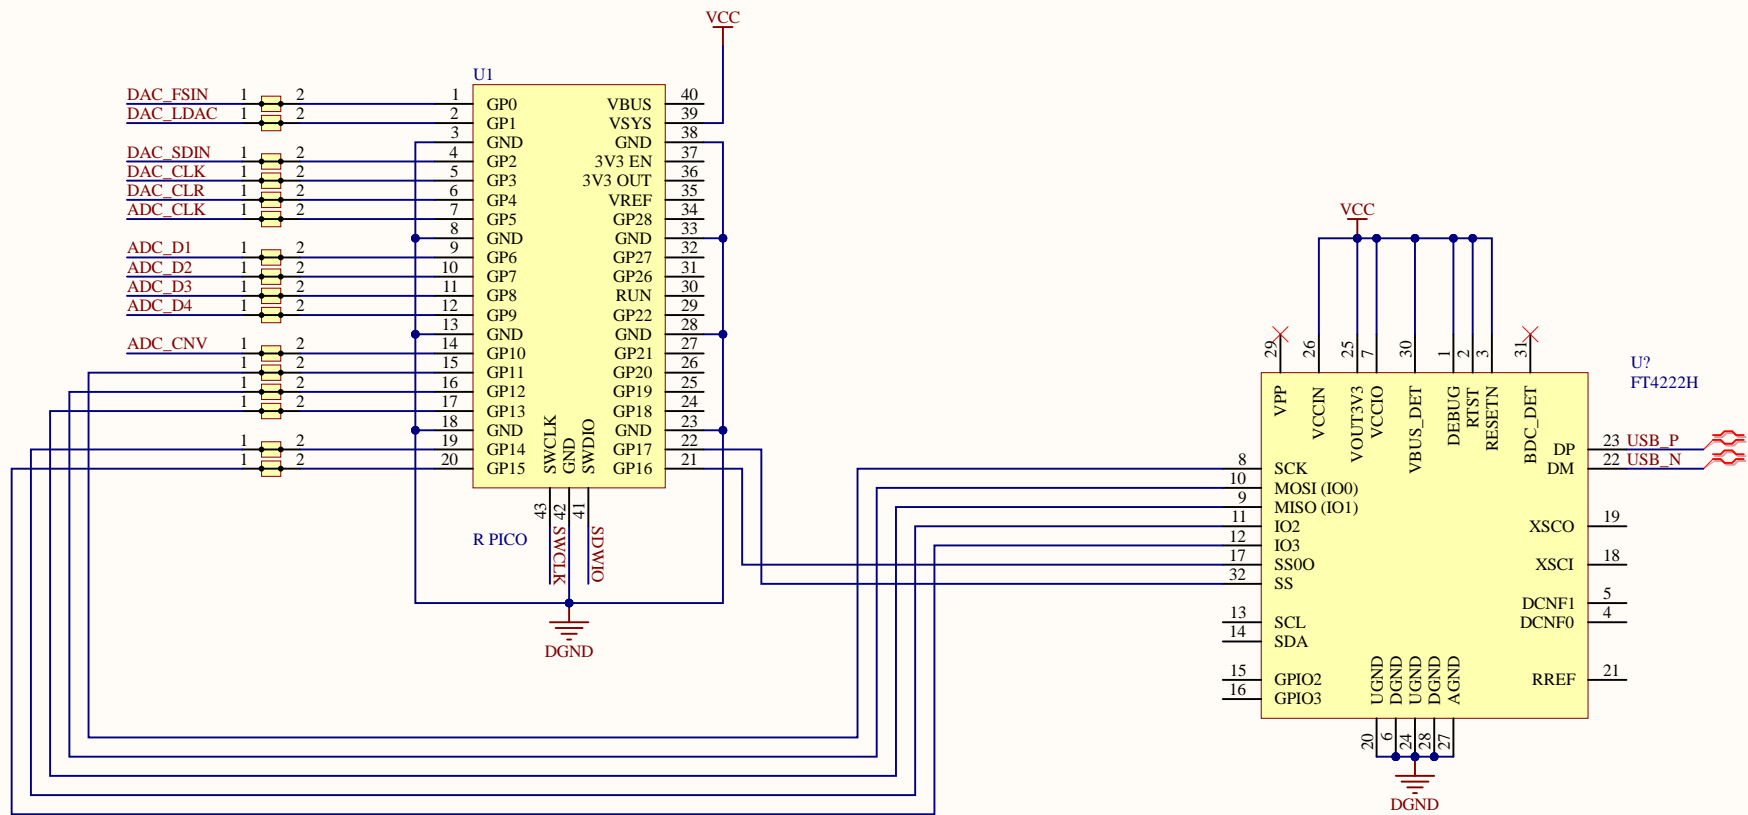 VCC
U1
DAC_FSIN 1 2 1 GP0 VBUS 40
DAC_LDAC 1 2 2 GP1 VSYS 39
3 GND GND 38
DAC_SDIN 1 2 4 GP2 3V3 EN 37
DAC_CLK 1 2 5 GP3 3V3 OUT 36
DAC_CLR 1 2 6 GP4 VREF 35
ADC_CLK 1 2 7 GP5 GP28 34
8 GND GND 33
ADC_D1 1 2 9 GP6 GP27 32
ADC_D2 1 2 10 GP7 GP26 31
ADC_D3 1 2 11 GP8 RUN 30
ADC_D4 1 2 12 GP9 GP22 29
13 GND GND 28
ADC_CNV 1 2 14 GP10 GP21 27
1 2 15 GP11 GP20 26
1 2 16 GP12 GP19 25
1 2 17 GP13 GP18 24
18 GND GND 23
1 2 19 GP14 GP17 22
1 2 20 GP15 GP16 21
SWCLK GND SWDIO
43 42 41
R PICO
SWCLK SDWIO
DGND
VCC
29 26 25 7 30 1 2 3 31
VPP VCCIN VOUT3V3 VCCIO VBUS_DET DEBUG RTST RESETN BDC_DET
U?
FT4222H
DP 23 USB_P
DM 22 USB_N
8 SCK
10 MOSI (IO0)
9 MISO (IO1)
11 IO2 XSCO 19
12 IO3
17 SS0O XSCI 18
32 SS
DCNF1 5
13 SCL DCNF0 4
14 SDA
15 GPIO2 RREF 21
16 GPIO3
UGND DGND UGND DGND AGND
20 6 24 28 27
DGND